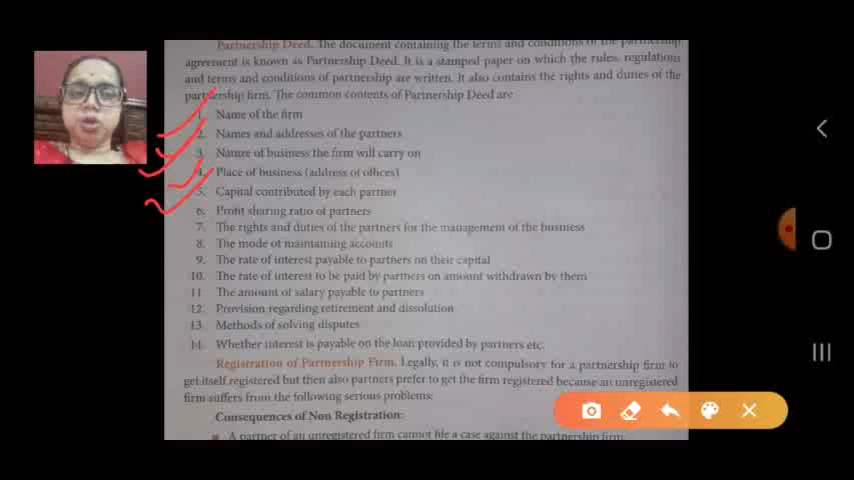 Partnership Deed. The document containing the terms and conditions of the partnership
agreement is known as Partnership Deed. It is a stamped paper on which the rules, regulations
and terms and conditions of partnership are written. It also contains the rights and duties of the
partnership firm. The common contents of Partnership Deed are
1. Name of the firm
2. Names and addresses of the partners
3. Nature of business the firm will carry on
4. Place of business (address of offices)
5. Capital contributed by each partner
6. Profit sharing ratio of partners
7. The rights and duties of the partners for the management of the business
8. The mode of maintaining accounts
9. The rate of interest payable to partners on their capital
10. The rate of interest to be paid by partners on amount withdrawn by them
11 The amount of salary payable to partners
12. Provision regarding retirement and dissolution
13. Methods of solving disputes
14. Whether interest is payable on the loan provided by partners etc.
Registration of Partnership Firm. Legally, it is not compulsory for a partnership firm to
get itself registered but then also partners prefer to get the firm registered because an unregistered
firm suffers from the following serious problems:
Consequences of Non Registration:
A partner of an unregistered firm cannot file a case against the partnership firm.